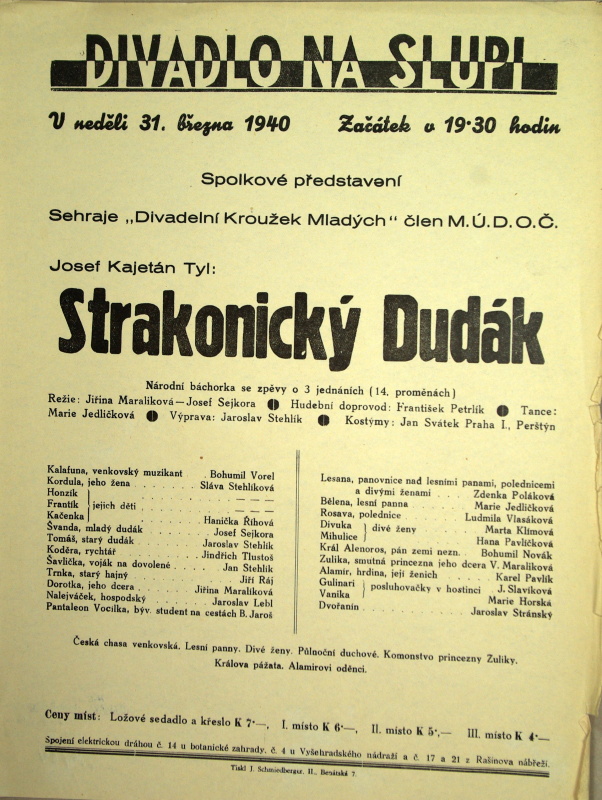 DIVADLO NA SLUPI
V neděli 31. března 1940 Začátek v 19·30 hodin
Spolkové představení
Sehraje „Divadelní Kroužek Mladých" člen M.Ú.D.O.Č.
Josef Kajetán Tyl:
Strakonický Dudák
Národní báchorka se zpěvy o 3 jednáních (14. proměnách)
Režie: Jiřina Maralíková—Josef Sejkora Hudební doprovod: František Petrlík Tance:
Marie Jedličková Výprava: Jaroslav Stehlík Kostýmy: Jan Svátek Praha I., Perštýn
Kalafuna, venkovský muzikant . Bohumil Vorel
Kordula, jeho žena . . . . Sláva Stehlíková
Honzík . . . . . — — —
Frantík } jejich děti . . . . — — —
Kačenka . . . . . Hanička Říhová
Švanda, mladý dudák . . . . Josef Sejkora
Tomáš, starý dudák . . . Jaroslav Stehlík
Koděra, rychtář . . . . Jindřich Tlustoš
Šavlička, voják na dovolené . . Jan Stehlík
Trnka, starý hajný . . . . Jiří Ráj
Dorotka, jeho dcera . . . Jiřina Maralíková
Nalejváček, hospodský . . . Jaroslav Lebl
Pantaleon Vocilka, býv. student na cestách B. Jaroš
Lesana, panovnice nad lesními panami, polednicemi
a divými ženami . . . Zdenka Poláková
Bělena, lesní panna . . . Marie Jedličková
Rosava, polednice . . . Ludmila Vlasáková
Divuka } divé ženy . . . Marta Klímová
Mihulice . . . Hana Pavlíčková
Král Alenoros, pán zemi nezn. . Bohumil Novák
Zulika, smutná princezna jeho dcera V. Maralíková
Alamír, hrdina, její ženich . . . Karel Pavlík
Gulinari } posluhovačky v hostinci J. Slavíková
Vanika . . . Marie Horská
Dvořanín . . . . . Jaroslav Stránský
Česká chasa venkovská. Lesní panny. Divé ženy. Půlnoční duchové. Komonstvo princezny Zuliky.
Králova pážata. Alamirovi oděnci.
Ceny míst: Ložové sedadlo a křeslo K 7·—, I. místo K 6·—, II. místo K 5·—, III. místo K 4·—
Spojení elektrickou dráhou č. 14 u botanické zahrady, č. 4 u Vyšehradského nádraží a č. 17 a 21 z Rašínova nábřeží.
Tiskl J. Schmiedberger, II., Benátská 7.